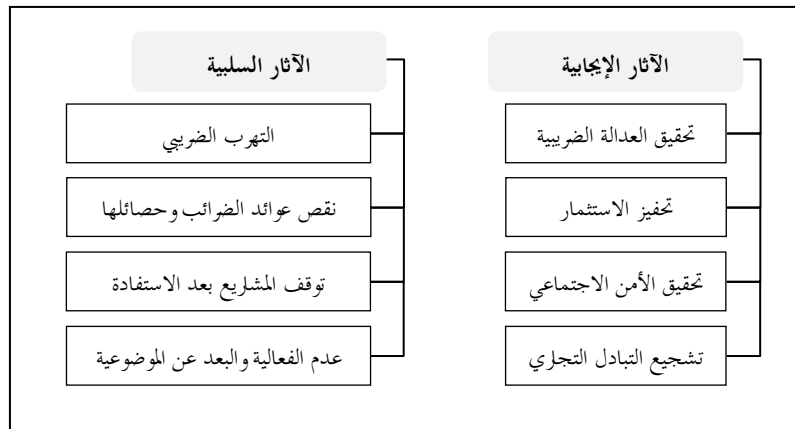 الآثار الإيجابية
تحقيق العدالة الضريبية
تحفيز الاستثمار
تحقيق الأمن الاجتماعي
تشجيع التبادل التجاري
الآثار السلبية
التهرب الضريبي
نقص عوائد الضرائب وحصائلها
توقف المشاريع بعد الاستفادة
عدم الفعالية والبعد عن الموضوعية